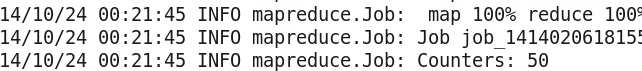 14/10/24 00:21:45 INFO mapreduce.Job:  map 100% reduce 100%
14/10/24 00:21:45 INFO mapreduce.Job: Job job_1414020618155
14/10/24 00:21:45 INFO mapreduce.Job: Counters: 50